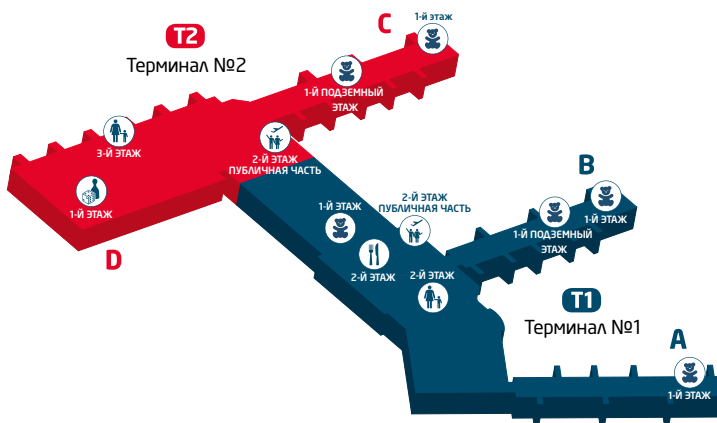 C
1-й этаж
T2
Терминал №2
1-Й ПОДЗЕМНЫЙ
ЭТАЖ
3-Й ЭТАЖ
2-Й ЭТАЖ
ПУБЛИЧНАЯ ЧАСТЬ
1-Й ЭТАЖ
D
B
2-Й ЭТАЖ
ПУБЛИЧНАЯ ЧАСТЬ
1-Й ЭТАЖ
1-Й ЭТАЖ
1-Й ПОДЗЕМНЫЙ
ЭТАЖ
2-Й ЭТАЖ
2-Й ЭТАЖ
T1
Терминал №1
A
1-Й ЭТАЖ